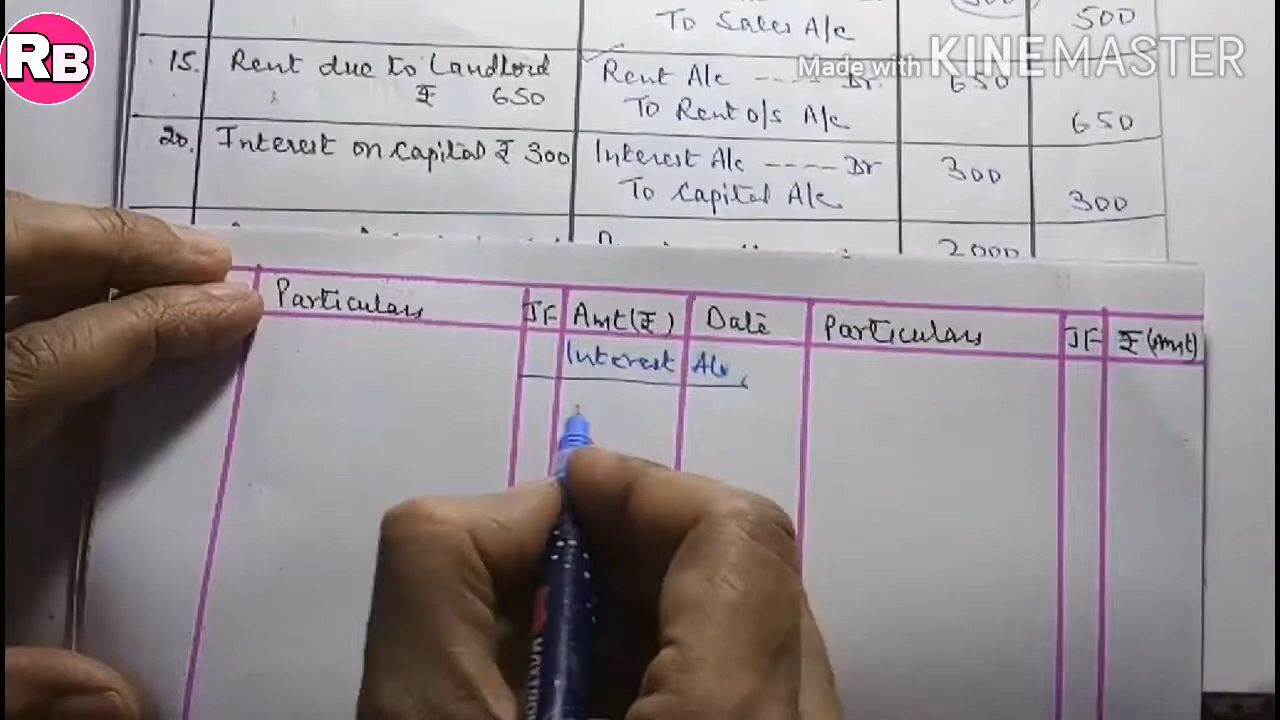 RB
To Sales A/c
500
Made with KINEMASTER
15. Rent due to Landlord
₹ 650
Rent A/c ---- Dr.
650
To Rent o/s A/c
650
20. Interest on capital ₹ 300
Interest A/c ---- Dr
300
To Capital A/c
300
2000
Particulars JF Amt(₹) Date Particulars JF ₹(Amt)
Interest A/c